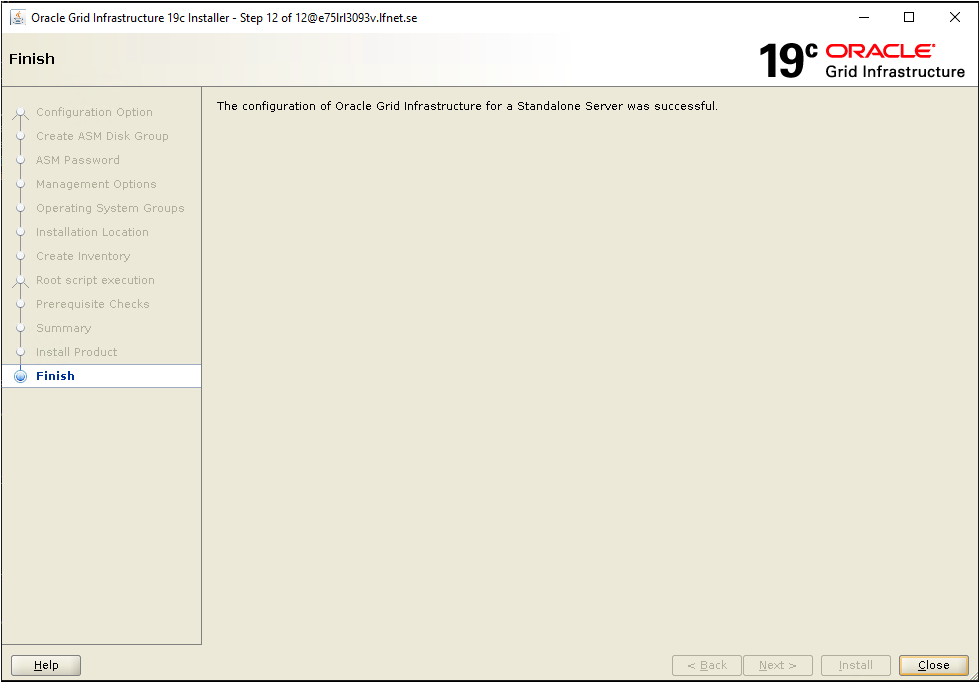 Oracle Grid Infrastructure 19c Installer - Step 12 of 12@e75lrl3093v.lfnet.se
Finish
19c ORACLE
Grid Infrastructure
Configuration Option
Create ASM Disk Group
ASM Password
Management Options
Operating System Groups
Installation Location
Create Inventory
Root script execution
Prerequisite Checks
Summary
Install Product
Finish
The configuration of Oracle Grid Infrastructure for a Standalone Server was successful.
Help
< Back
Next >
Install
Close